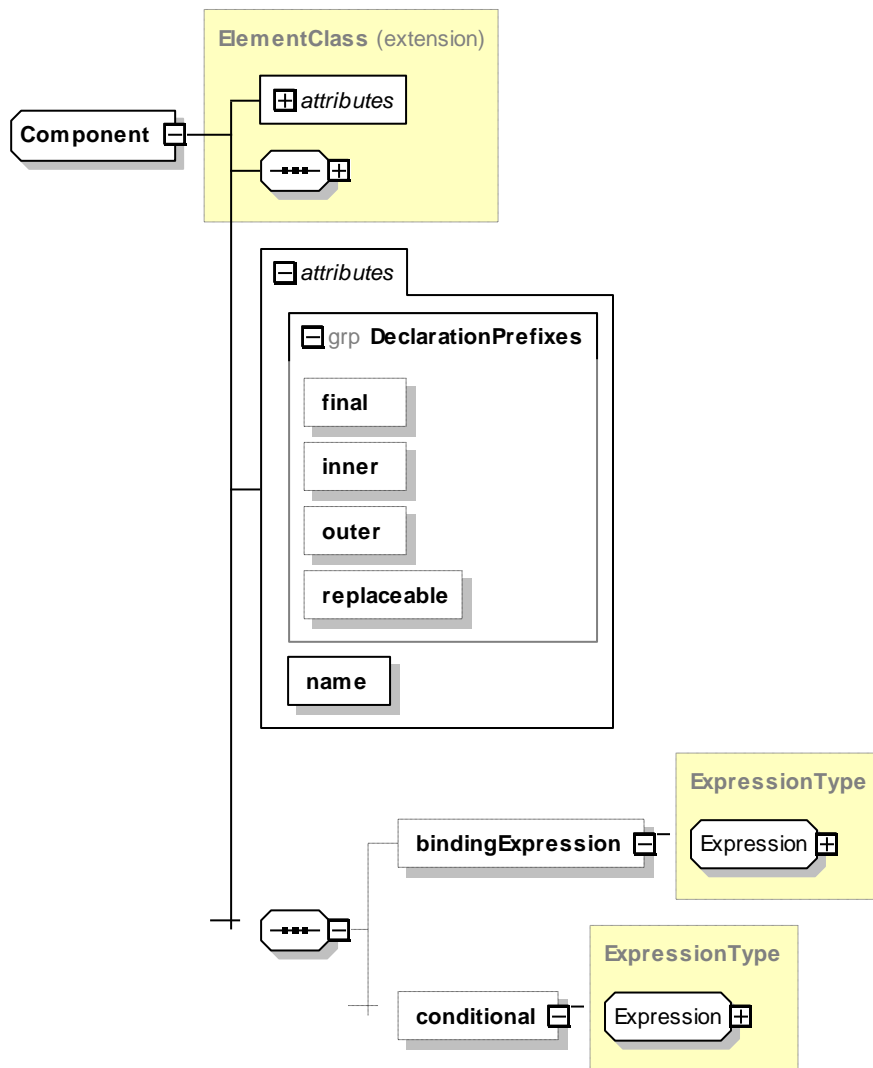 ElementClass (extension)
attributes
Component
attributes
grp DeclarationPrefixes
final
inner
outer
replaceable
name
ExpressionType
bindingExpression
Expression
ExpressionType
conditional
Expression